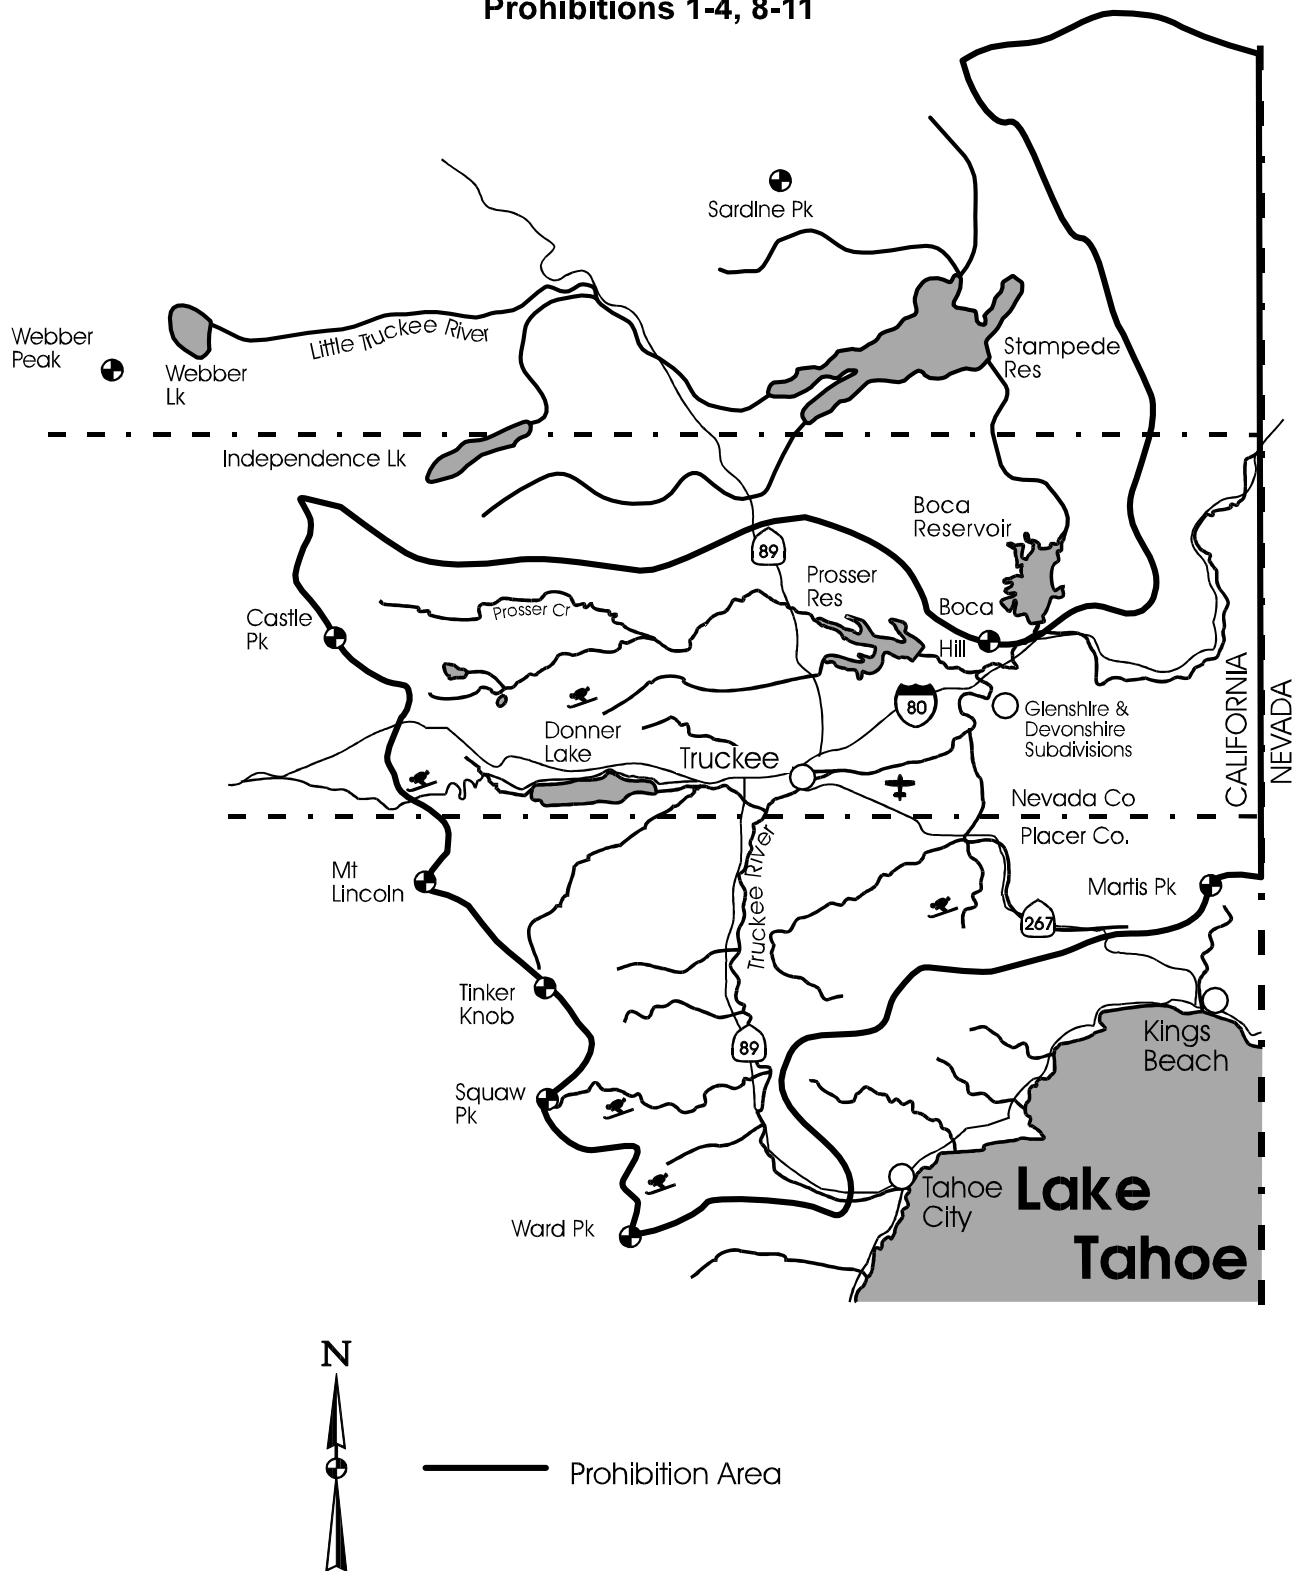 Prohibitions 1-4, 8-11
Sardine Pk
Webber
Peak
Webber
Lk
Little Truckee River
Stampede
Res
Independence Lk
Boca
Reservoir
89
Prosser
Res
Prosser Cr
Boca
Hill
Castle
Pk
80
Glenshire &
Devonshire
Subdivisions
CALIFORNIA
NEVADA
Donner
Lake
Truckee
Nevada Co
Placer Co.
Truckee River
Mt
Lincoln
Martis Pk
267
Tinker
Knob
Kings
Beach
89
Squaw
Pk
Tahoe
City
Lake
Tahoe
Ward Pk
N
Prohibition Area